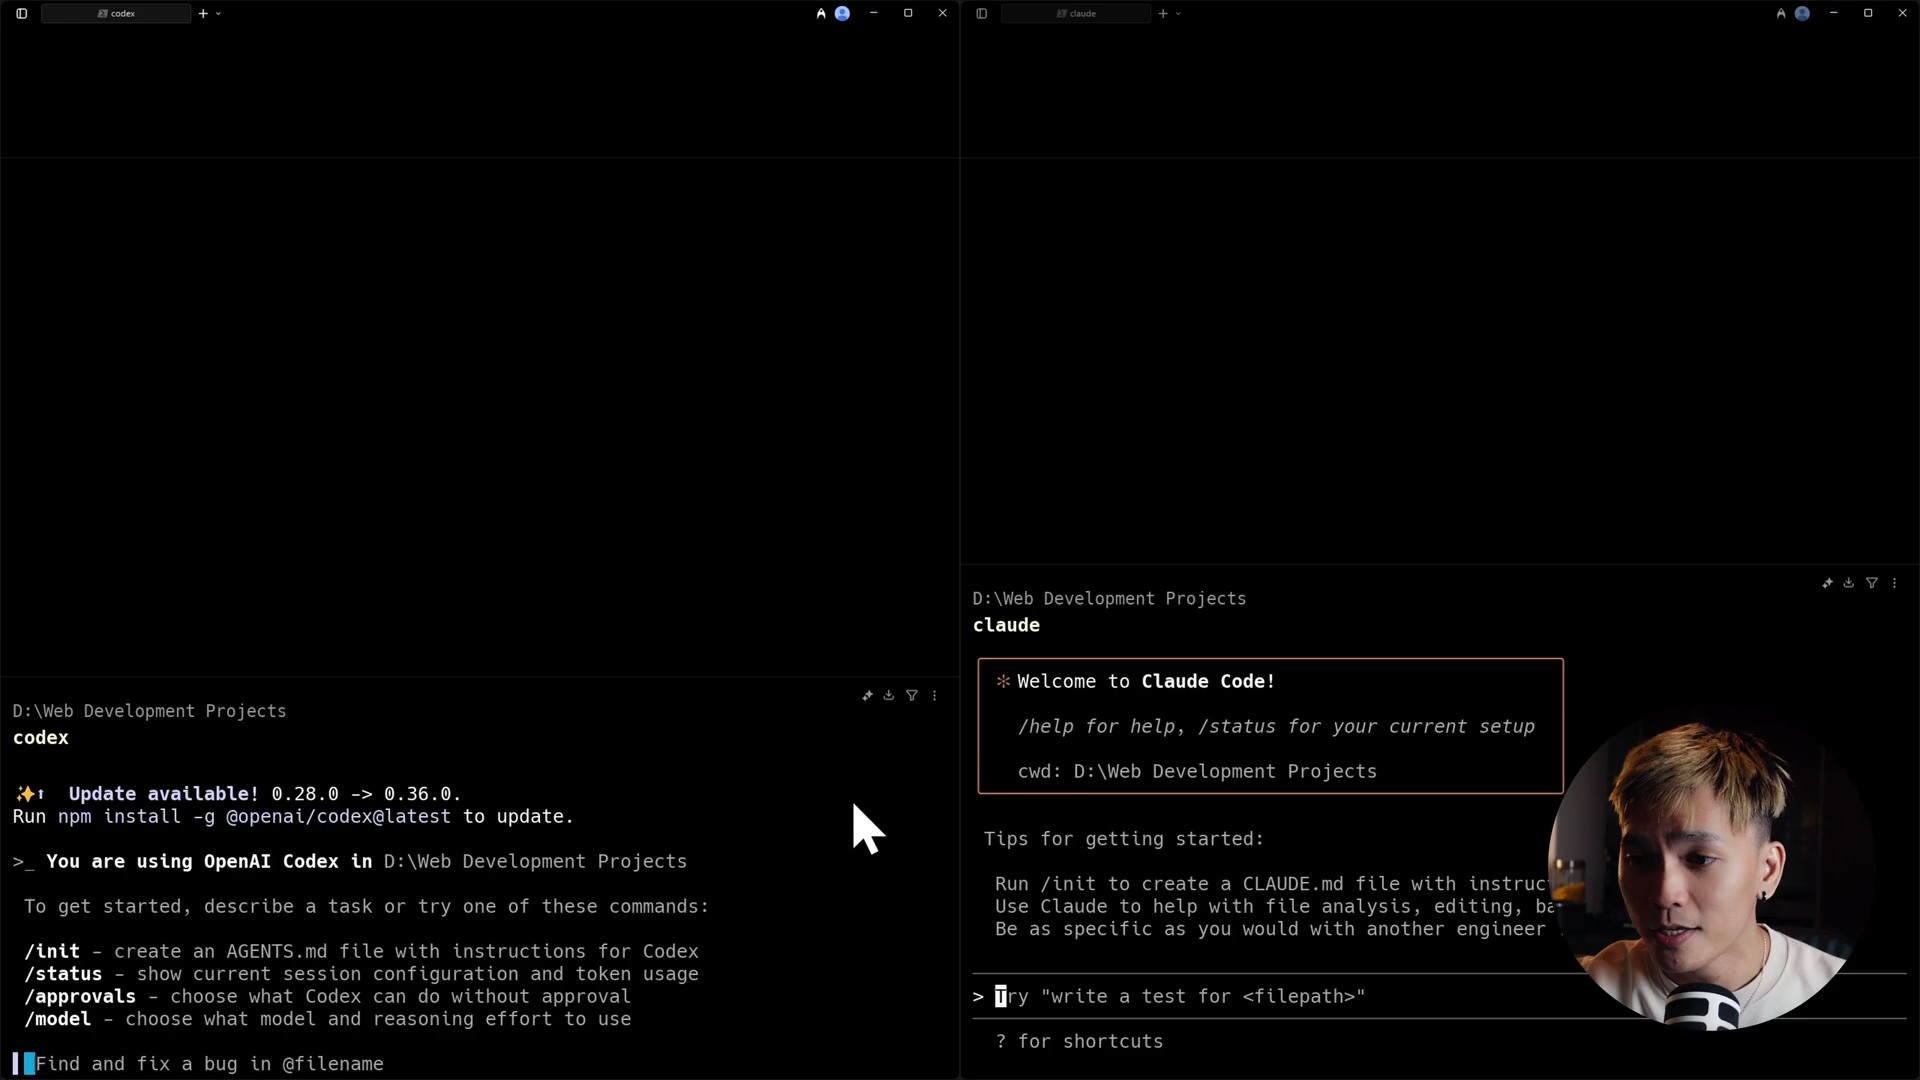 codex
D:\Web Development Projects
codex
Update available! 0.28.0 -> 0.36.0.
Run npm install -g @openai/codex@latest to update.
>_ You are using OpenAI Codex in D:\Web Development Projects
To get started, describe a task or try one of these commands:
/init - create an AGENTS.md file with instructions for Codex
/status - show current session configuration and token usage
/approvals - choose what Codex can do without approval
/model - choose what model and reasoning effort to use
Find and fix a bug in @filename
claude
D:\Web Development Projects
claude
✻ Welcome to Claude Code!
/help for help, /status for your current setup
cwd: D:\Web Development Projects
Tips for getting started:
Run /init to create a CLAUDE.md file with
Use Claude to help with file analysis, editing,
Be as specific as you would with another engineer
> Try "write a test for <filepath>"
? for shortcuts